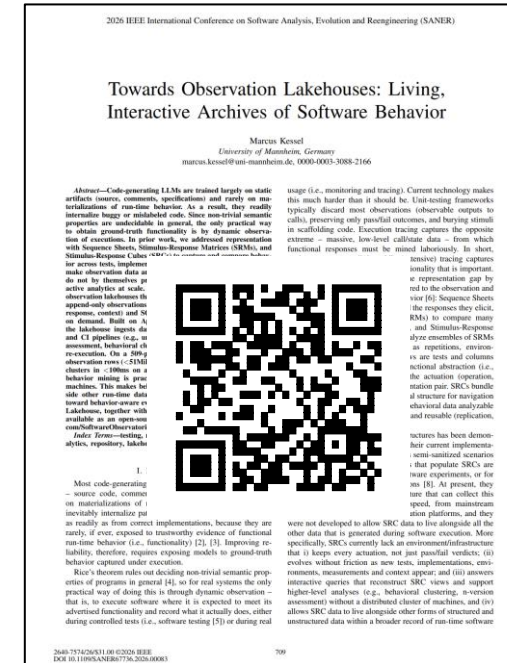 2026 IEEE International Conference on Software Analysis, Evolution and Reengineering (SANER)
Towards Observation Lakehouses: Living,
Interactive Archives of Software Behavior
Marcus Kessel
University of Mannheim, Germany
marcus.kessel@uni-mannheim.de, 0000-0003-3088-2166
Abstract—Code-generating LLMs are trained largely on static
artifacts (source, comments, specifications) and rarely on ma-
terializations of run-time behavior. As a result, they readily
internalize buggy or mislabeled code. Since non-trivial semantic
properties are undecidable in general, the only practical way
to obtain ground-truth functionality is by dynamic observa-
tion of executions. In prior work, we addressed representation
with Sequence Sheets, Stimulus-Response Matrices (SRMs), and
Stimulus-Response Cubes (SRCs) to capture and compare behav-
ior across tests, implemen
make observation data ar
do not by themselves pr
active analytics at scale.
observation lakehouses th
append-only observations
response, context) and St
on demand. Built on Ap
the lakehouse ingests da
and CI pipelines (e.g., u
assessment, behavioral ch
re-execution. On a 509-p
observation rows (<51Mil
clusters in <100ms on a
behavior mining is prac
machines. This makes bel
side other run-time data
toward behavior-aware ev
Lakehouse, together with
available as an open-sour
com/SoftwareObservatori
Index Terms—testing,
alytics, repository, lakeho
1.
Most code-generating
– source code, commen
on materializations of
inevitably internalize pat
as readily as from correct implementations, because they are
rarely, if ever, exposed to trustworthy evidence of functional
run-time behavior (i.e., functionality) [2], [3]. Improving re-
liability, therefore, requires exposing models to ground-truth
behavior captured under execution.
Rice's theorem rules out deciding non-trivial semantic prop-
erties of programs in general [4], so for real systems the only
practical way of doing this is through dynamic observation –
that is, to execute software where it is expected to meet its
advertised functionality and record what it actually does, either
during controlled tests (i.e., software testing [5]) or during real
usage (i.e., monitoring and tracing). Current technology makes
this much harder than it should be. Unit-testing frameworks
typically discard most observations (observable outputs to
calls), preserving only pass/fail outcomes, and burying stimuli
in scaffolding code. Execution tracing captures the opposite
extreme – massive, low-level call/state data – from which
functional responses must be mined laboriously. In short,
tensive) tracing captures
ionality that is important.
e representation gap by
red to the observation and
vior [6]: Sequence Sheets
the responses they elicit,
RMs) to compare many
, and Stimulus-Response
alyze ensembles of SRMs
as repetitions, environ-
vs are tests and columns
nctional abstraction (i.e.,
the actuation (operation,
ntation pair. SRCs bundle
al structure for navigation
ehavioral data analyzable
and reusable (replication,
uctures has been demon-
heir current implementa-
semi-sanitized scenarios
that populate SRCs are
ware experiments, or for
ons [8]. At present, they
ture that can collect this
speed, from mainstream
ation platforms, and they
were not developed to allow SRC data to live alongside all the
other data that is generated during software execution. More
specifically, SRCs currently lack an environment/infrastructure
that i) keeps every actuation, not just pass/fail verdicts; (ii)
evolves without friction as new tests, implementations, envi-
ronments, measurements and context appear; and (iii) answers
interactive queries that reconstruct SRC views and support
higher-level analyses (e.g., behavioral clustering, n-version
assessment) without a distributed cluster of machines, and (iv)
allows SRC data to live alongside other forms of structured and
unstructured data within a broader record of run-time software
2640-7574/26/$31.00 ©2026 IEEE
DOI 10.1109/SANER67736.2026.00083
709